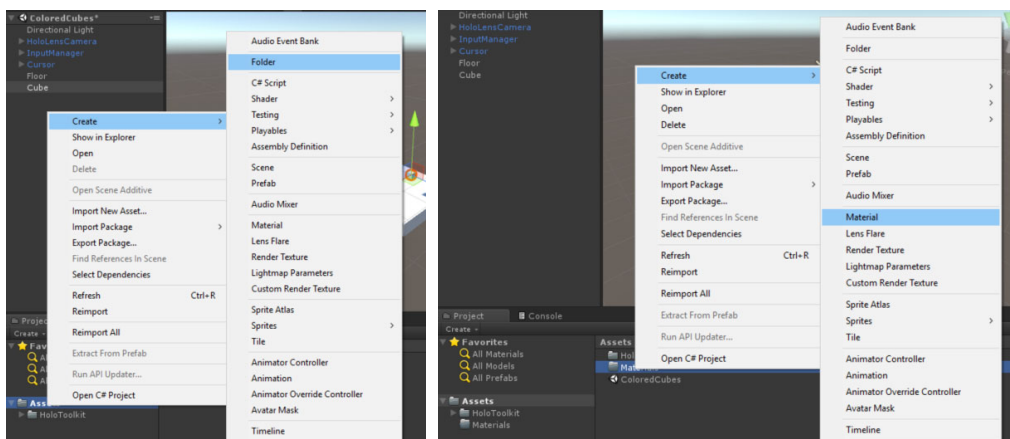 ColoredCubes*
Directional Light
HoloLensCamera
InputManager
Cursor
Floor
Cube
Create
Show in Explorer
Open
Delete
Open Scene Additive
Import New Asset...
Import Package
Export Package...
Find References In Scene
Select Dependencies
Refresh Ctrl+R
Reimport
Reimport All
Extract From Prefab
Run API Updater...
Open C# Project
Audio Event Bank
Folder
C# Script
Shader
Testing
Playables
Assembly Definition
Scene
Prefab
Audio Mixer
Material
Lens Flare
Render Texture
Lightmap Parameters
Custom Render Texture
Sprite Atlas
Sprites
Tile
Animator Controller
Animation
Animator Override Controller
Avatar Mask
Timeline
Projec
Create
Fav
Ass
HoloToolkit
Directional Light
HoloLensCamera
InputManager
Cursor
Floor
Cube
Create
Show in Explorer
Open
Delete
Open Scene Additive
Import New Asset...
Import Package
Export Package...
Find References In Scene
Select Dependencies
Refresh Ctrl+R
Reimport
Reimport All
Extract From Prefab
Run API Updater...
Open C# Project
Audio Event Bank
Folder
C# Script
Shader
Testing
Playables
Assembly Definition
Scene
Prefab
Audio Mixer
Material
Lens Flare
Render Texture
Lightmap Parameters
Custom Render Texture
Sprite Atlas
Sprites
Tile
Animator Controller
Animation
Animator Override Controller
Avatar Mask
Timeline
Project Console
Create
Favorites
All Materials
All Models
All Prefabs
Assets
HoloToolkit
Materials
Assets
Hol
Mat
ColoredCubes